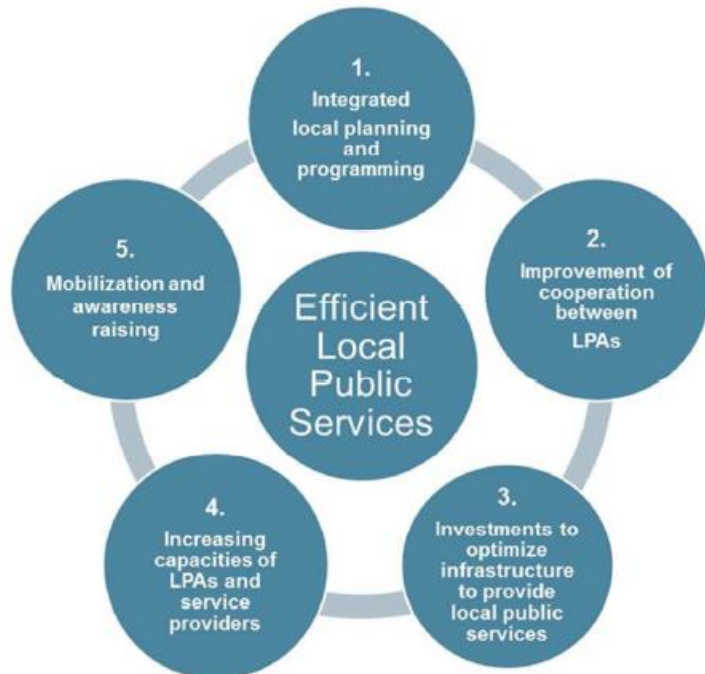 1.
Integrated
local planning
and
programming
2.
Improvement of
cooperation
between
LPAs
3.
Investments to
optimize
infrastructure
to provide
local public
services
4.
Increasing
capacities of
LPAs and
service
providers
5.
Mobilization and
awareness
raising
Efficient
Local
Public
Services